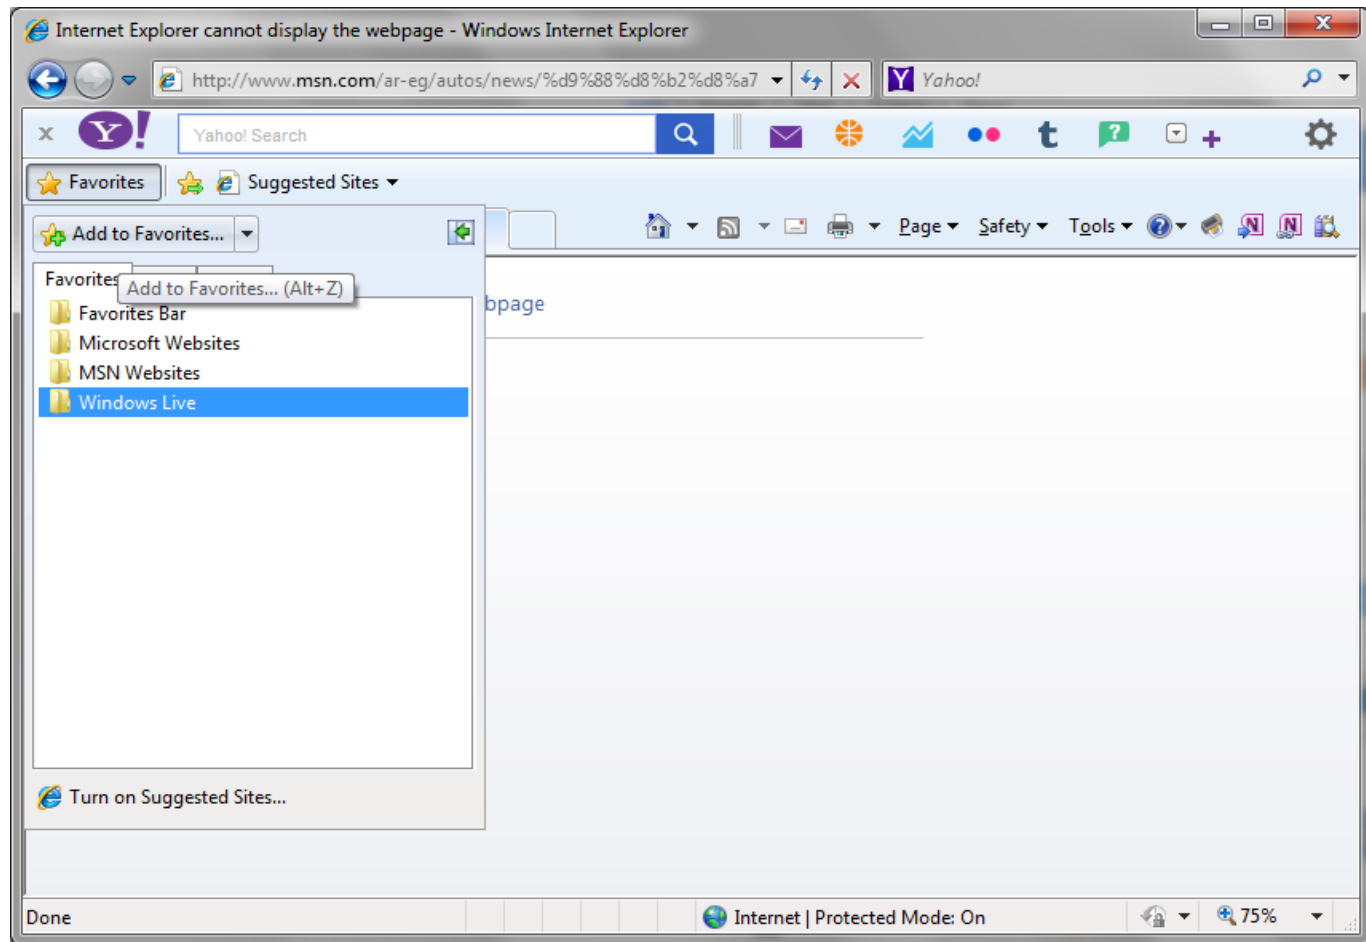 Internet Explorer cannot display the webpage - Windows Internet Explorer
http://www.msn.com/ar-eg/autos/news/%d9%88%d8%b2%d8%a7
Yahoo!
Y!
Yahoo! Search
t
?
Favorites
Suggested Sites
Add to Favorites...
Page
Safety
Tools
Favorites
Add to Favorites... (Alt+Z)
bpage
Favorites Bar
Microsoft Websites
MSN Websites
Windows Live
Turn on Suggested Sites...
Done
Internet | Protected Mode: On
75%